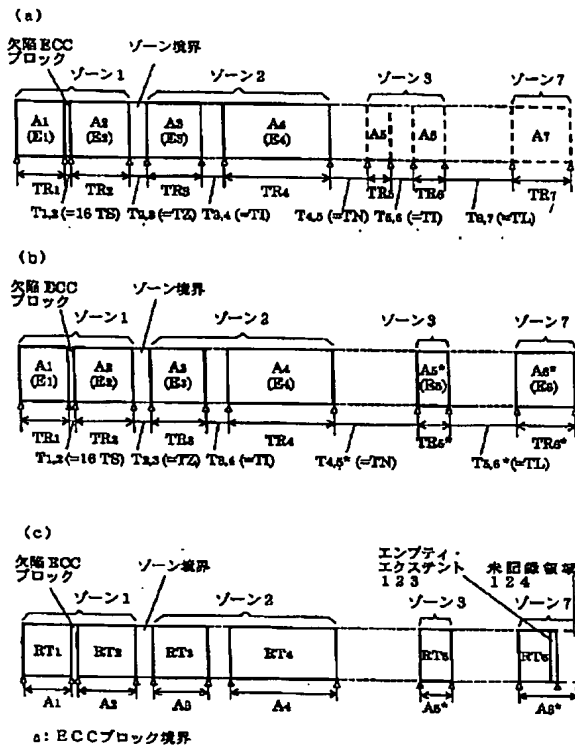 (a)
欠陥ECC
ブロック
ゾーン境界
ゾーン1
ゾーン2
ゾーン3
ゾーン7
A1
(E1)
A2
(E2)
A3
(E3)
A4
(E4)
A5
A6
A7
TR1
TR2
TR3
TR4
TR5
TR6
TR7
T1,2(=16 TS)
T2,3(=TZ)
T3,4(=TI)
T4,5(=TN)
T5,6(=TI)
T6,7(=TL)
(b)
欠陥ECC
ブロック
ゾーン境界
ゾーン1
ゾーン2
ゾーン3
ゾーン7
A1
(E1)
A2
(E2)
A3
(E3)
A4
(E4)
A5*
(E5)
A6*
(E6)
TR1
TR2
TR3
TR4
TR5*
TR6*
T1,2(=16 TS)
T2,3(=TZ)
T3,4(=TI)
T4,5*(=TN)
T5,6*(=TL)
(c)
欠陥ECC
ブロック
ゾーン境界
エンプティ・
エクステント
123
未記録領域
124
ゾーン1
ゾーン2
ゾーン3
ゾーン7
RT1
RT2
RT3
RT4
RT5
RT6
A1
A2
A3
A4
A5*
A6*
△:ECCブロック境界